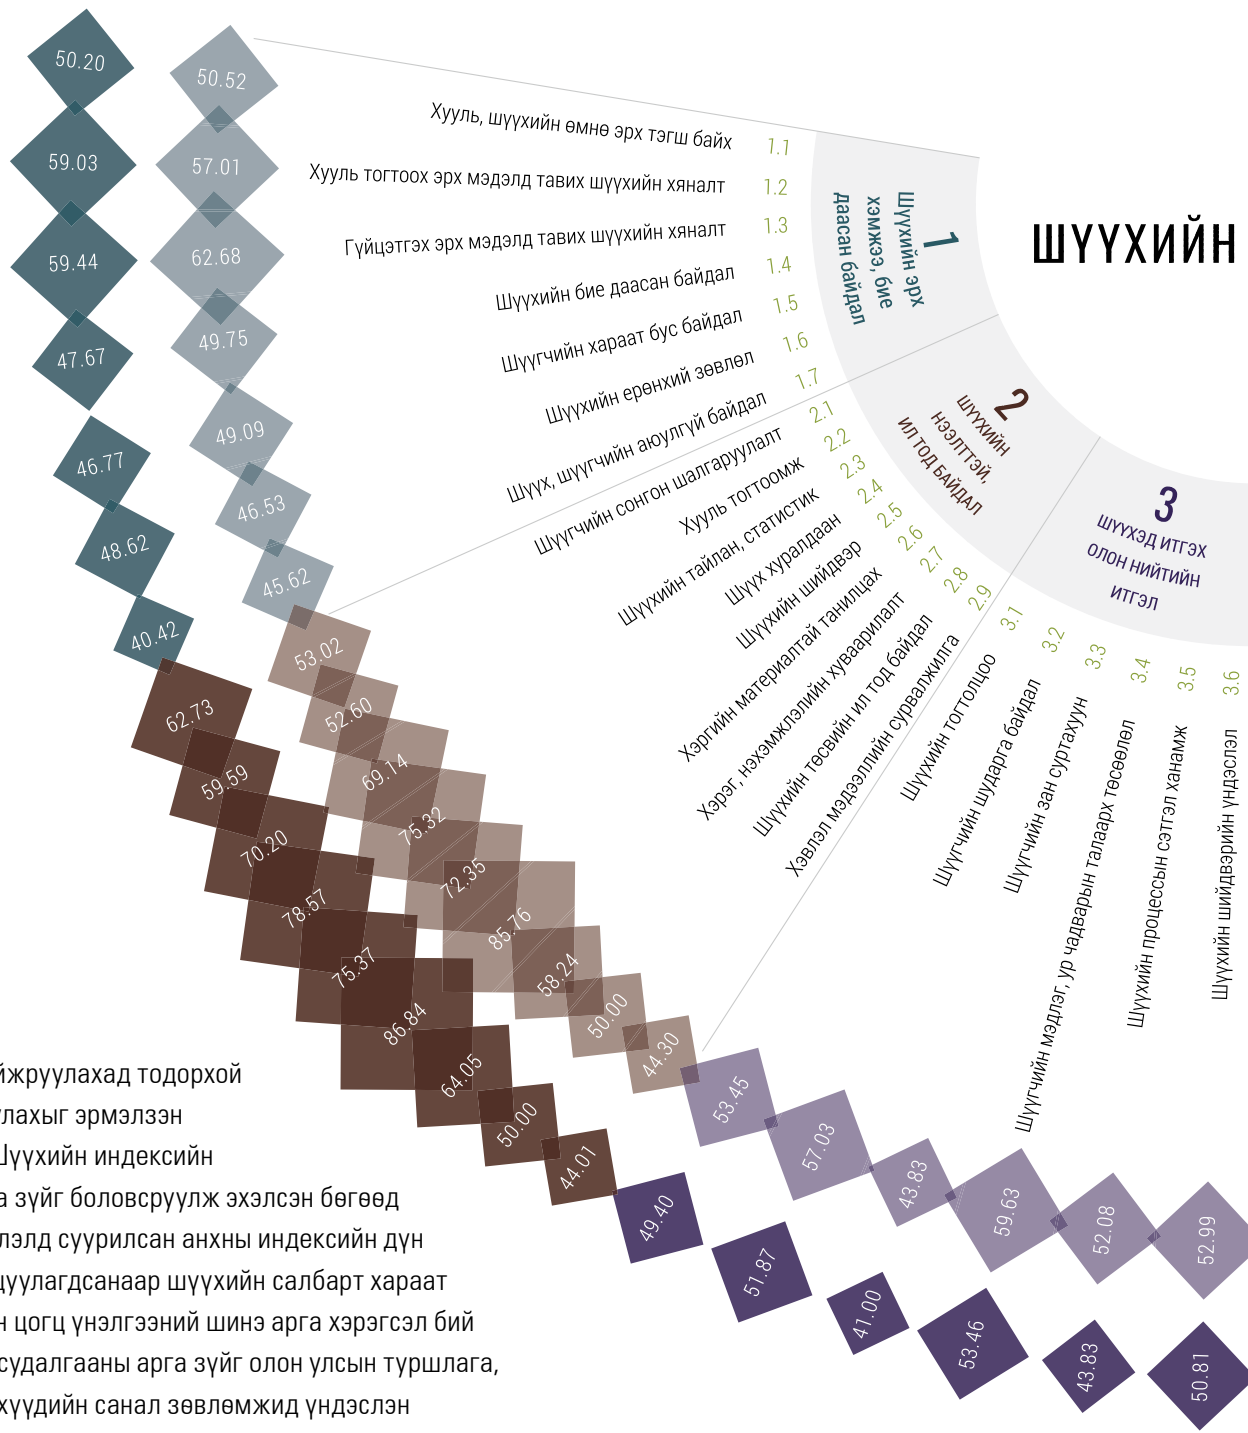 50.20
59.03
59.44
47.67
46.77
48.62
40.42
62.73
59.59
70.20
78.57
75.37
86.84
64.05
50.00
44.01
49.40
51.87
41.00
53.46
43.83
50.81
50.52
57.01
62.68
49.75
49.09
46.53
45.62
53.02
52.60
69.14
75.32
72.35
85.76
58.24
50.00
44.30
53.45
57.03
43.83
59.63
52.08
52.99
Хууль, шүүхийн өмнө эрх тэгш байх 1.1
Хууль тогтоох эрх мэдэлд тавих шүүхийн хяналт 1.2
Гүйцэтгэх эрх мэдэлд тавих шүүхийн хяналт 1.3
Шүүхийн бие даасан байдал 1.4
Шүүгчийн хараат бус байдал 1.5
Шүүхийн ерөнхий зөвлөл 1.6
Шүүх, шүүгчийн аюулгүй байдал 1.7
Шүүгчийн сонгон шалгаруулалт 2.1
Хууль тогтоомж 2.2
Шүүхийн тайлан, статистик 2.3
Шүүх хуралдаан 2.4
Шүүхийн шийдвэр 2.5
Хэргийн материалтай танилцах 2.6
Хэрэг, нэхэмжлэлийн хуваарилалт 2.7
Шүүхийн төсвийн ил тод байдал 2.8
Хэвлэл мэдээллийн сурвалжилга 2.9
Шүүхийн тогтолцоо 3.1
Шүүгчийн шударга байдал 3.2
Шүүгчийн зан суртахуун 3.3
Шүүгчийн мэдлэг, ур чадварын талаарх төсөөлөл 3.4
Шүүхийн процессын сэтгэл ханамж 3.5
Шүүхийн шийдвэрийн үндэслэл 3.6
1
Шүүхийн эрх
хэмжээ, бие
даасан байдал
2
ШҮҮХИЙН
НЭЭЛТТЭЙ,
ИЛ ТОД БАЙДАЛ
3
ШҮҮХЭД ИТГЭХ
ОЛОН НИЙТИЙН
ИТГЭЛ
ШҮҮХИЙН
йжруулахад тодорхой
улахыг эрмэлзэн
Шүүхийн индексийн
а зүйг боловсруулж эхэлсэн бөгөөд
лэлд суурилсан анхны индексийн дүн
цуулагдсанаар шүүхийн салбарт хараат
н цогц үнэлгээний шинэ арга хэрэгсэл бий
судалгааны арга зүйг олон улсын туршлага,
хүүдийн санал зөвлөмжид үндэслэн